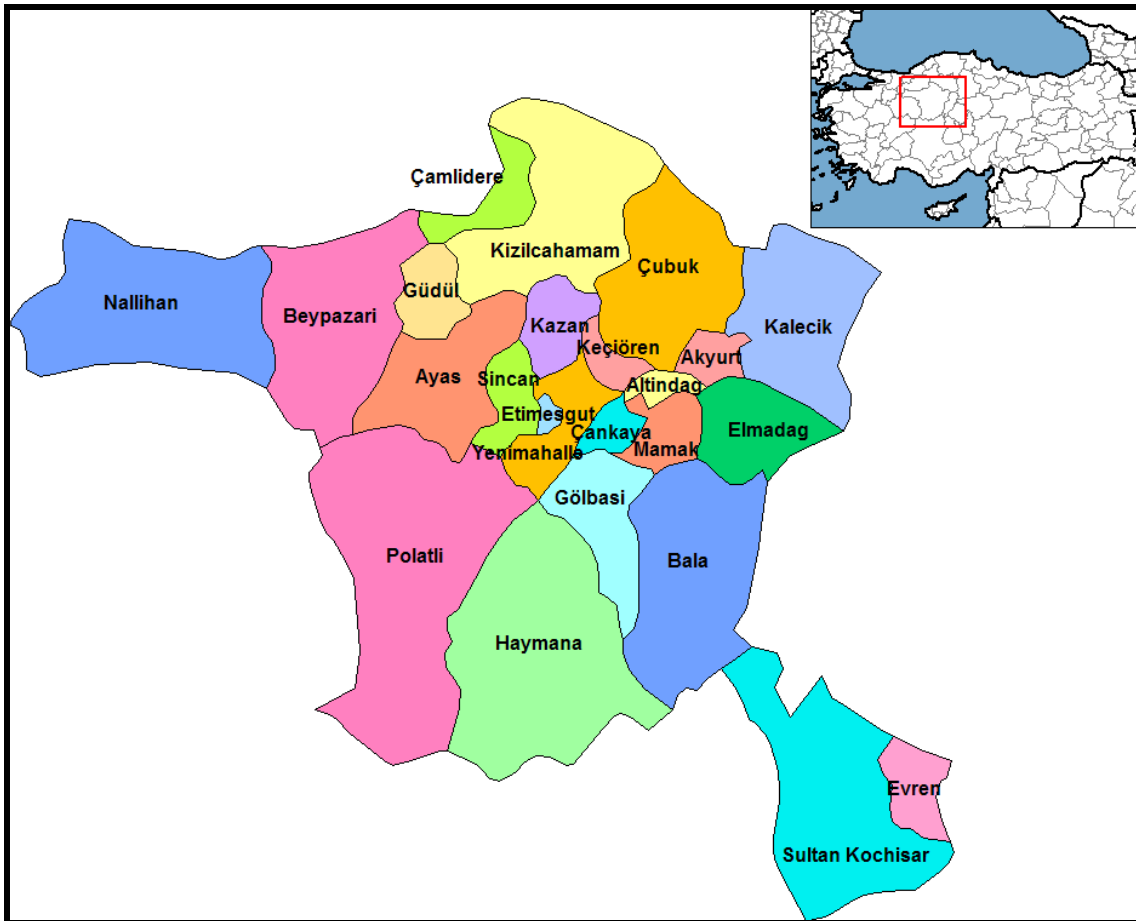 Çamlidere
Kizilcahamam
Çubuk
Nallihan
Güdül
Beypazari
Kazan
Kalecik
Keçiören
Akyurt
Ayas
Sincan
Altindag
Etimesgut
Çankaya
Elmadag
Yenimahalle
Mamak
Gölbasi
Polatli
Bala
Haymana
Evren
Sultan Kochisar